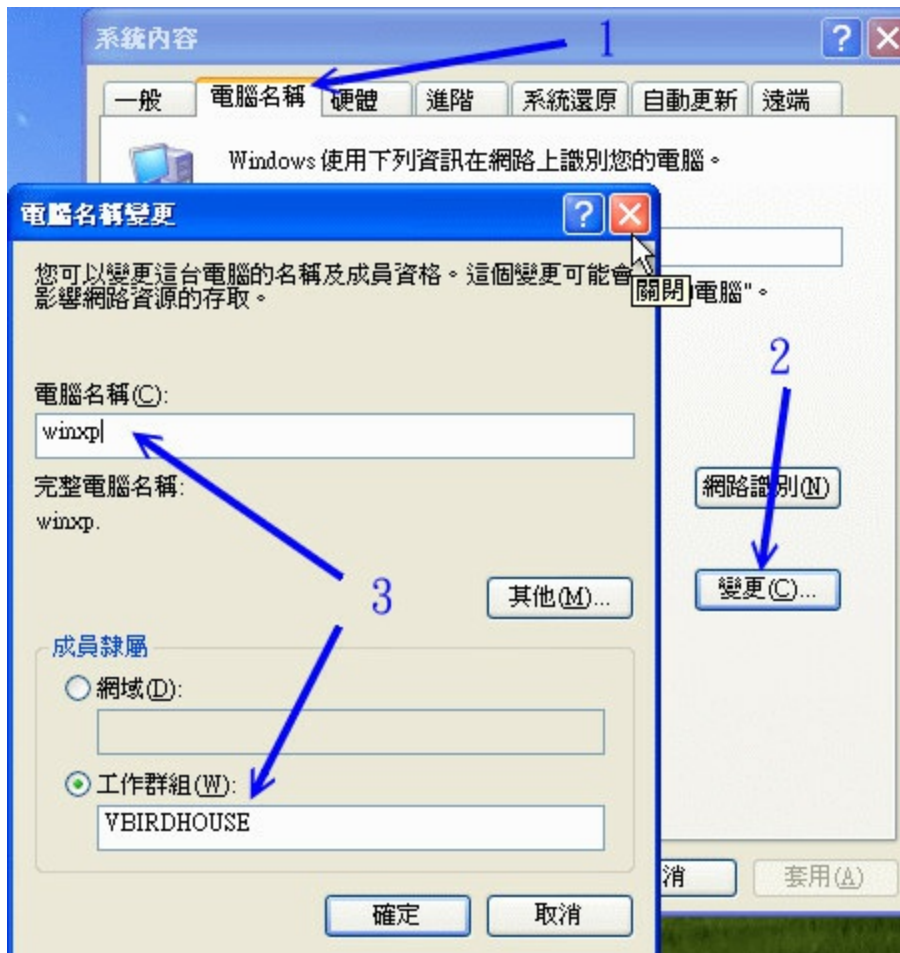 系統內容
1
一般 電腦名稱 硬體 進階 系統還原 自動更新 遠端
Windows 使用下列資訊在網路上識別您的電腦。
電腦名稱變更
您可以變更這台電腦的名稱及成員資格。這個變更可能會
影響網路資源的存取。
關閉
電腦"。
2
電腦名稱(C):
winxp
完整電腦名稱:
winxp.
網路識別(N)
3
其他(M)...
變更(C)...
成員隸屬
網域(D):
工作群組(W):
VBIRDHOUSE
消
套用(A)
確定
取消